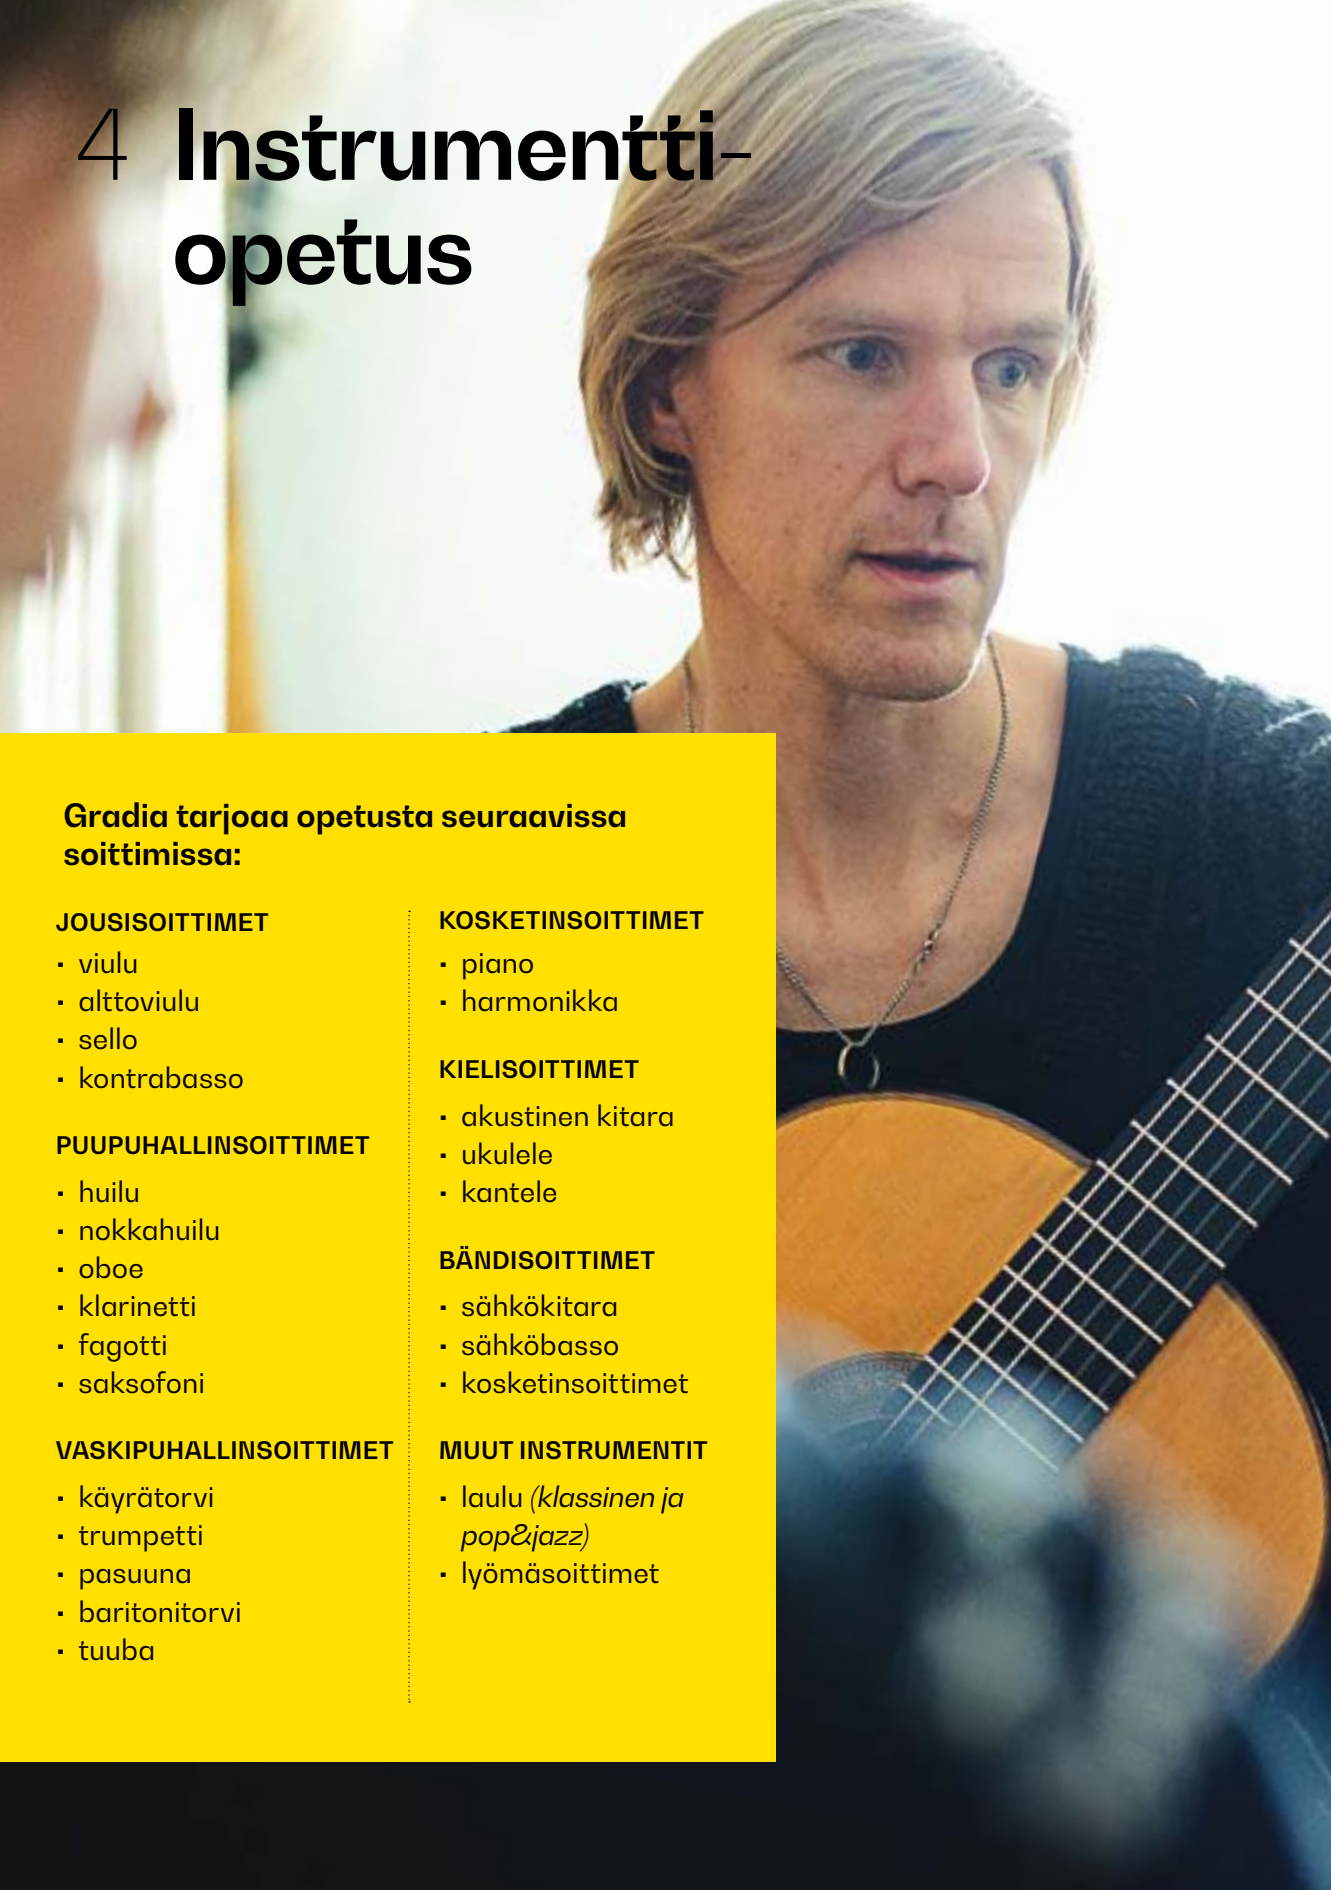 4 Instrumentti-
opetus
Gradia tarjoaa opetusta seuraavissa
soittimissa:
JOUSISOITTIMET
· viulu
· alttoviulu
· sello
· kontrabasso
PUUPUHALLINSOITTIMET
· huilu
· nokkahuilu
· oboe
· klarinetti
· fagotti
· saksofoni
VASKIPUHALLINSOITTIMET
· käyrätorvi
· trumpetti
· pasuuna
· baritonitorvi
· tuuba
KOSKETINSOITTIMET
· piano
· harmonikka
KIELISOITTIMET
· akustinen kitara
· ukulele
· kantele
BÄNDISOITTIMET
· sähkökitara
· sähköbasso
· kosketinsoittimet
MUUT INSTRUMENTIT
· laulu (klassinen ja
pop&jazz)
· lyömäsoittimet